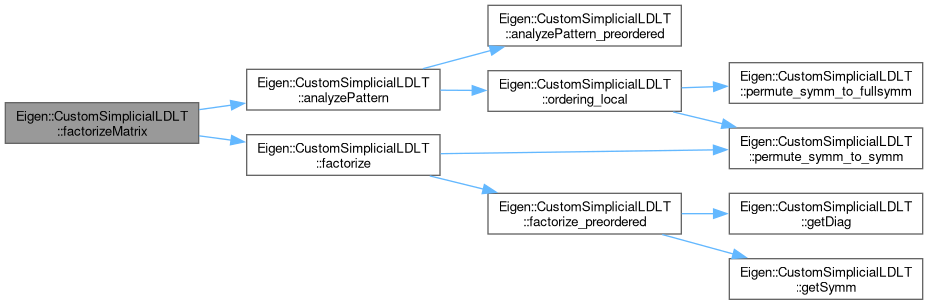 Eigen::CustomSimplicialLDLT
::factorizeMatrix
Eigen::CustomSimplicialLDLT
::analyzePattern
Eigen::CustomSimplicialLDLT
::analyzePattern_preordered
Eigen::CustomSimplicialLDLT
::ordering_local
Eigen::CustomSimplicialLDLT
::permute_symm_to_fullsymm
Eigen::CustomSimplicialLDLT
::permute_symm_to_symm
Eigen::CustomSimplicialLDLT
::factorize
Eigen::CustomSimplicialLDLT
::factorize_preordered
Eigen::CustomSimplicialLDLT
::getDiag
Eigen::CustomSimplicialLDLT
::getSymm